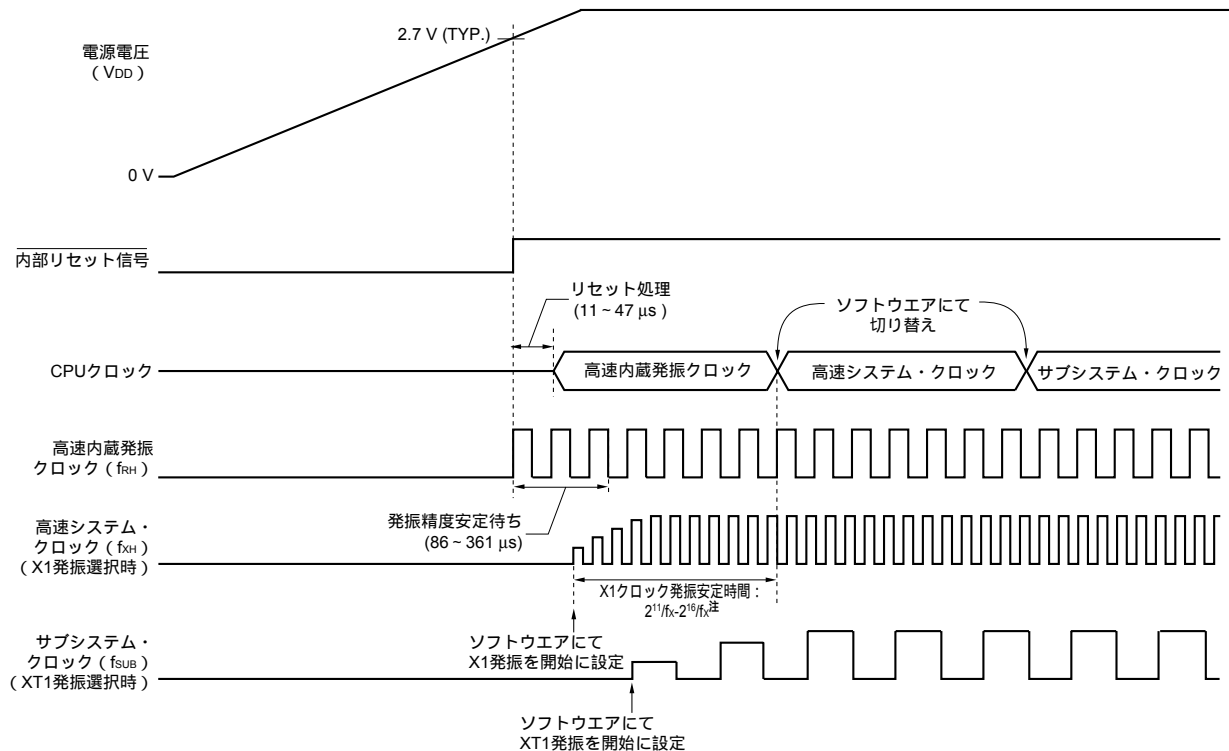 2.7 V (TYP.)
電源電圧
（VDD）
0 V
内部リセット信号
リセット処理
(11 ~ 47 μs )
ソフトウエアにて
切り替え
CPUクロック
高速内蔵発振クロック
高速システム・クロック
サブシステム・クロック
高速内蔵発振
クロック（fRH）
発振精度安定待ち
(86 ~ 361 μs)
高速システム・
クロック（fXH）
（X1発振選択時）
X1クロック発振安定時間：
2¹¹/fX-2¹⁶/fX注
ソフトウエアにて
X1発振を開始に設定
サブシステム・
クロック（fSUB）
（XT1発振選択時）
ソフトウエアにて
XT1発振を開始に設定